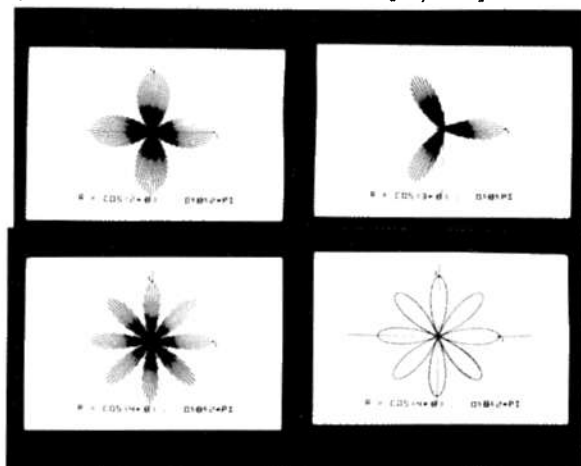 R = COS(2*θ) 0≤θ≤2*PI
R = COS(3*θ) 0≤θ≤PI
R = COS(4*θ) 0≤θ≤2*PI
R = COS(4*θ) 0≤θ≤2*PI